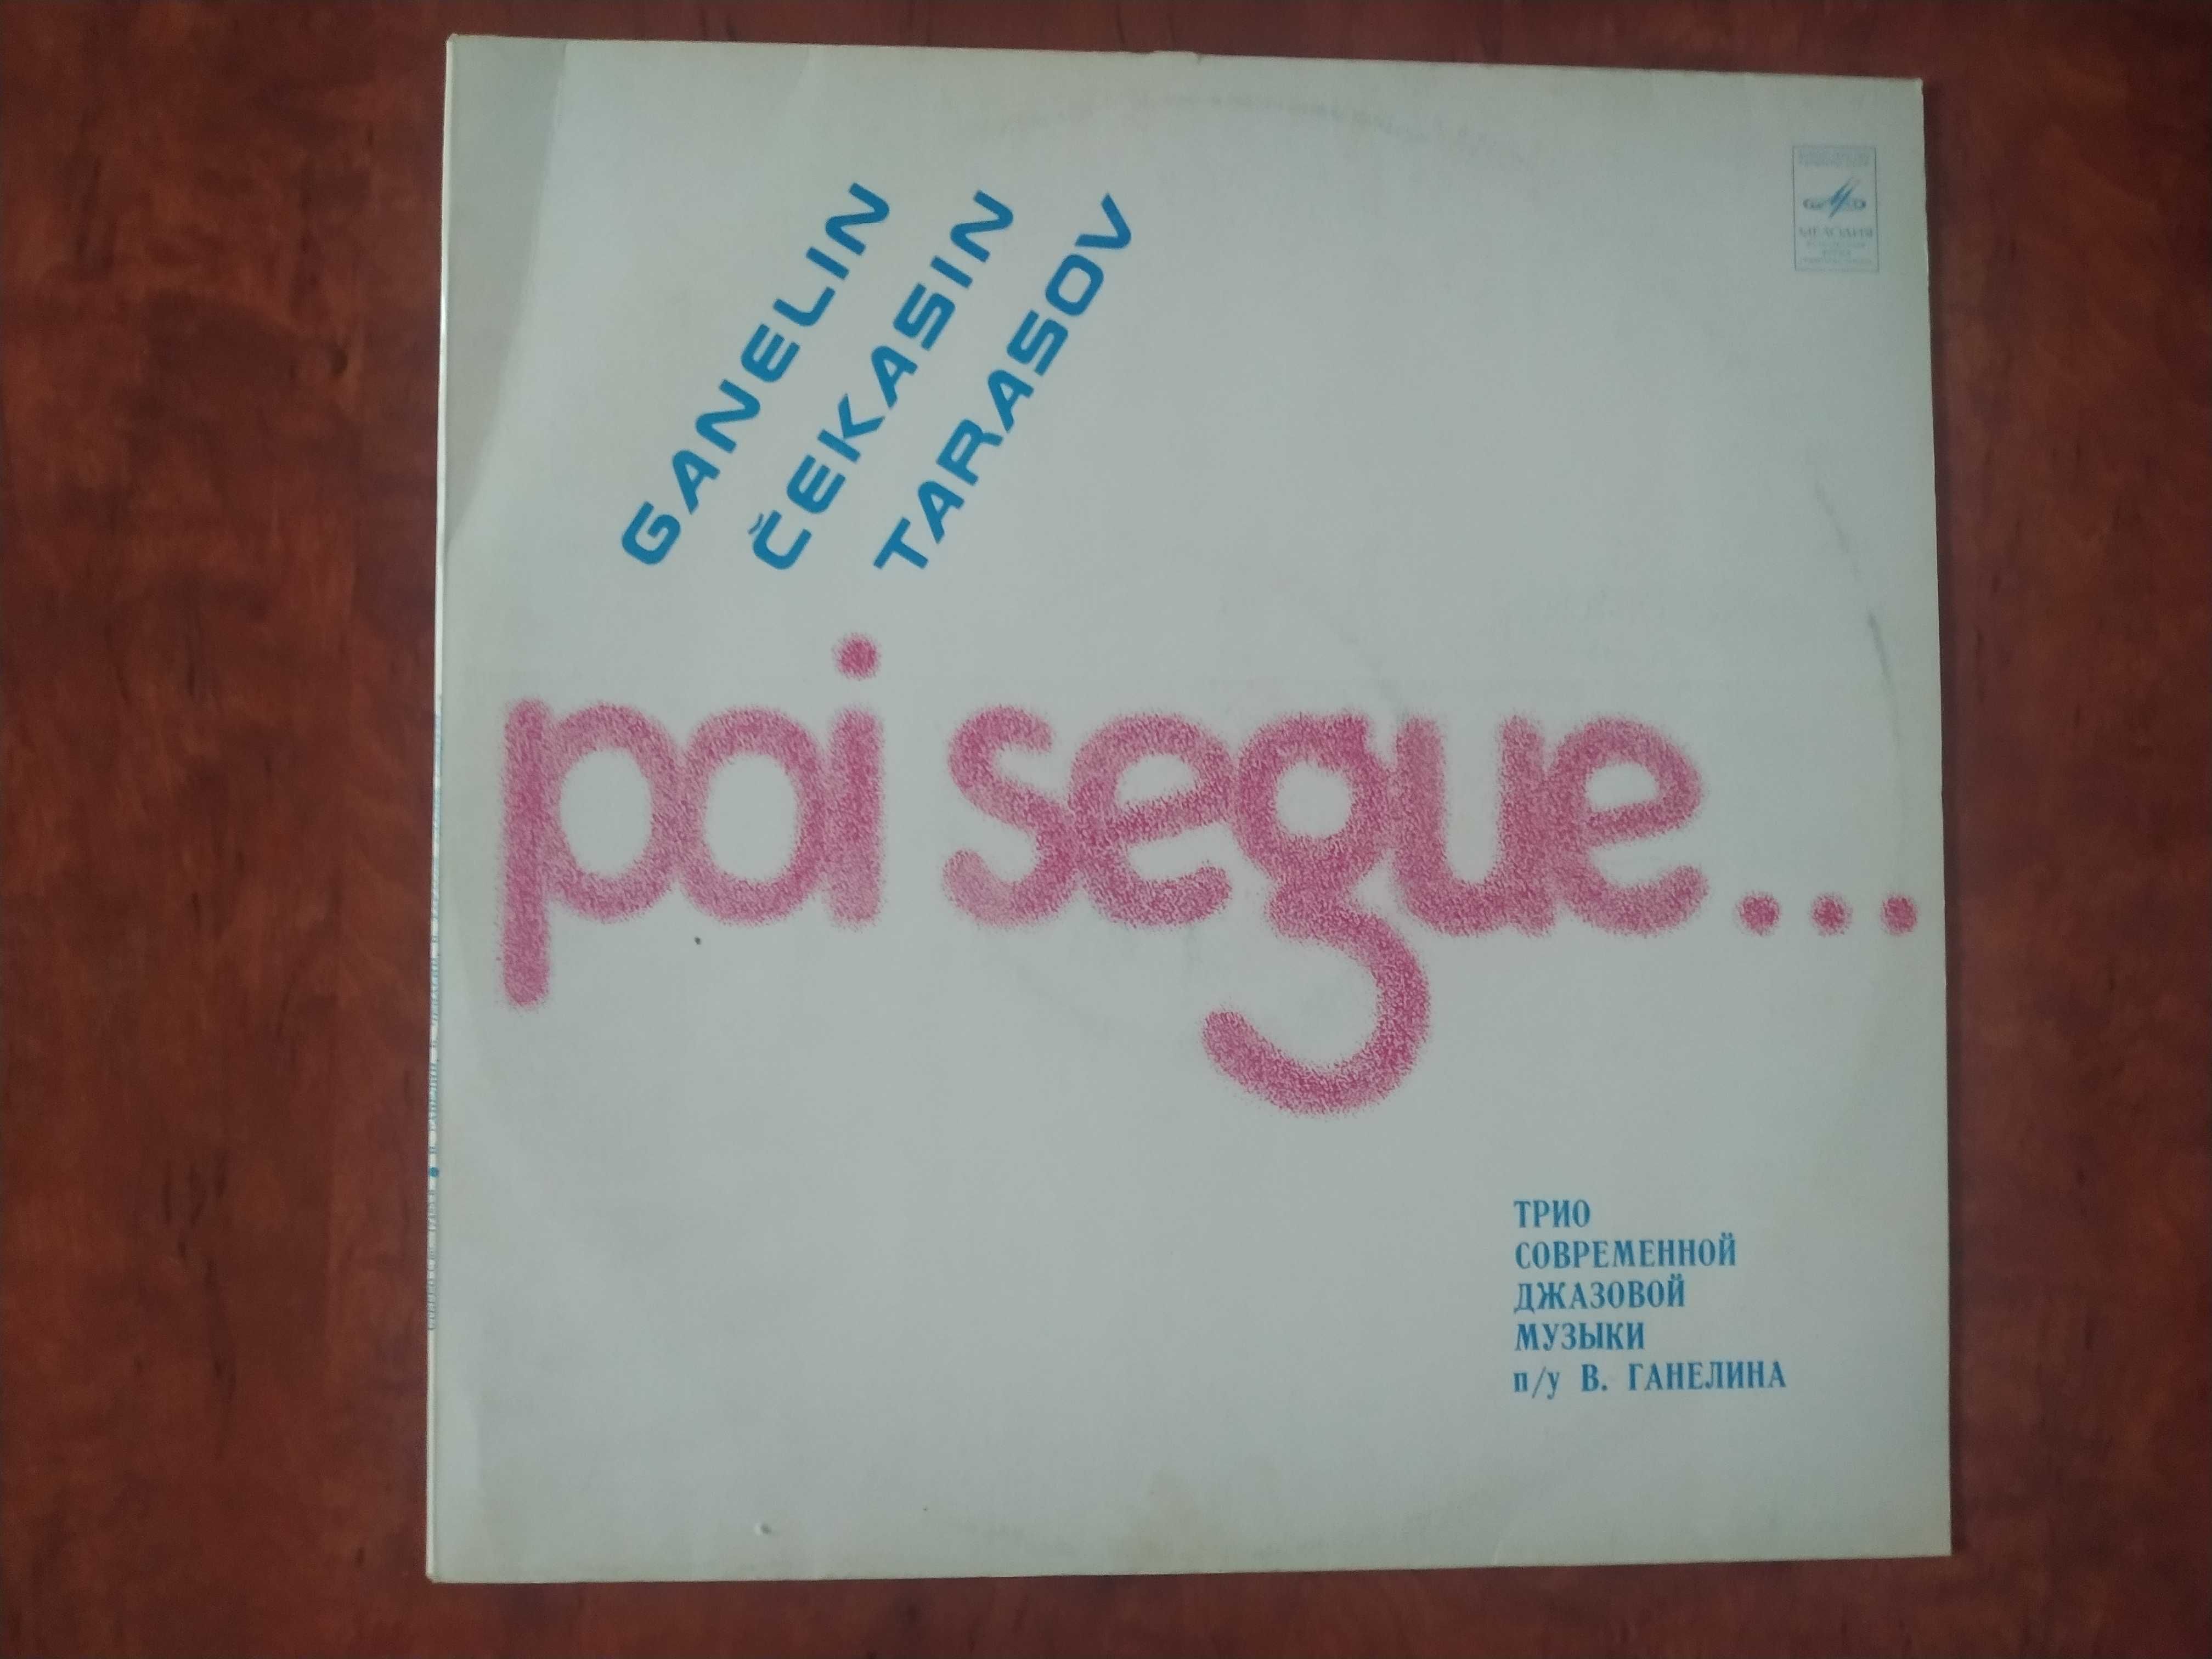 GANELIN
ČEKASIN
TARASOV
МЕЛОДИЯ
poi segue...
ТРИО
СОВРЕМЕННОЙ
ДЖАЗОВОЙ
МУЗЫКИ
п/у В. ГАНЕЛИНА